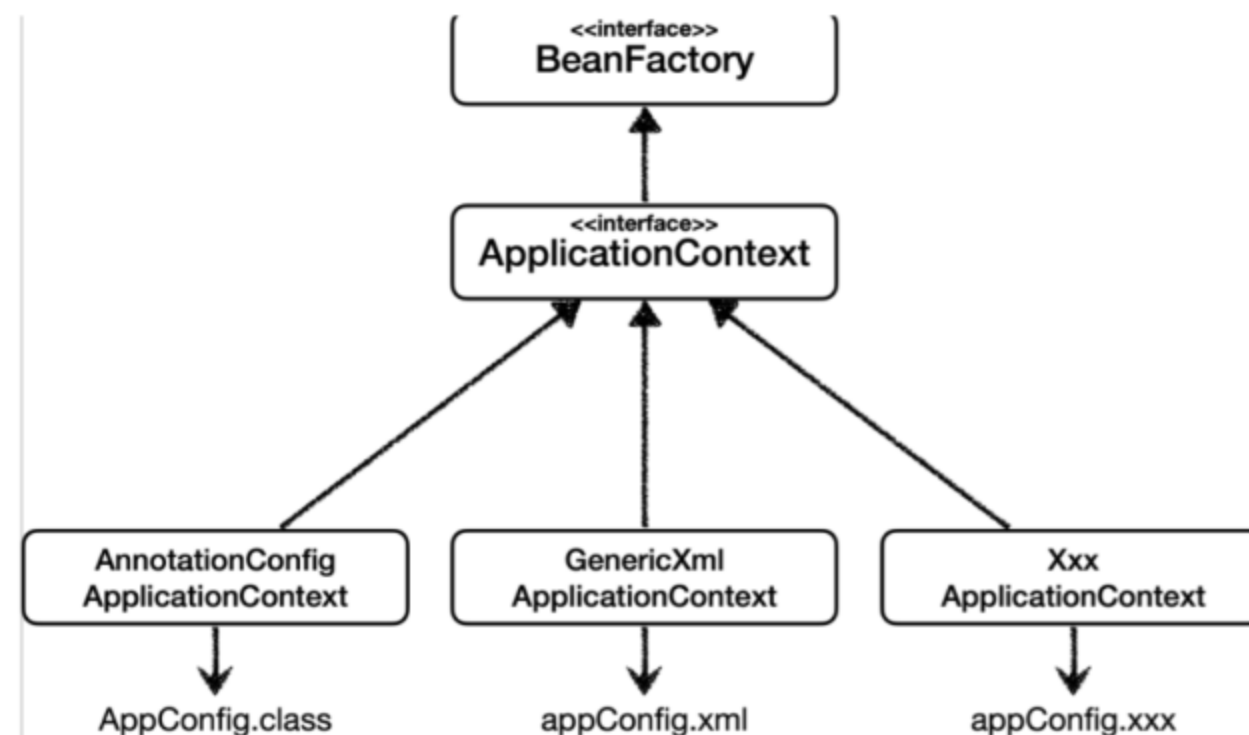 <<interface>>
BeanFactory
<<interface>>
ApplicationContext
AnnotationConfig
ApplicationContext
GenericXml
ApplicationContext
Xxx
ApplicationContext
AppConfig.class
appConfig.xml
appConfig.xxx